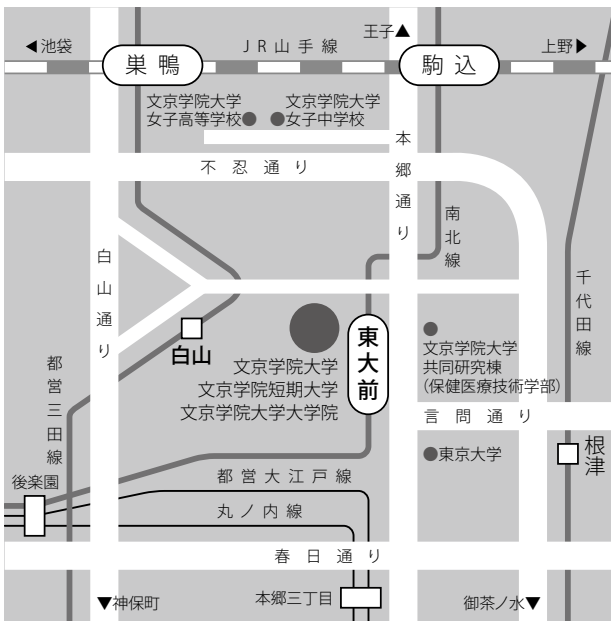 王子▲
◀池袋
JR山手線
上野▶
巣鴨
駒込
文京学院大学
女子高等学校●
文京学院大学
●女子中学校
不忍通り
本郷通り
南北線
白山通り
千代田線
白山
東大前
文京学院大学
文京学院短期大学
文京学院大学大学院
文京学院大学
共同研究棟
(保健医療技術学部)
都営三田線
言問通り
●東京大学
根津
後楽園
都営大江戸線
丸ノ内線
春日通り
▼神保町
本郷三丁目
御茶ノ水▼